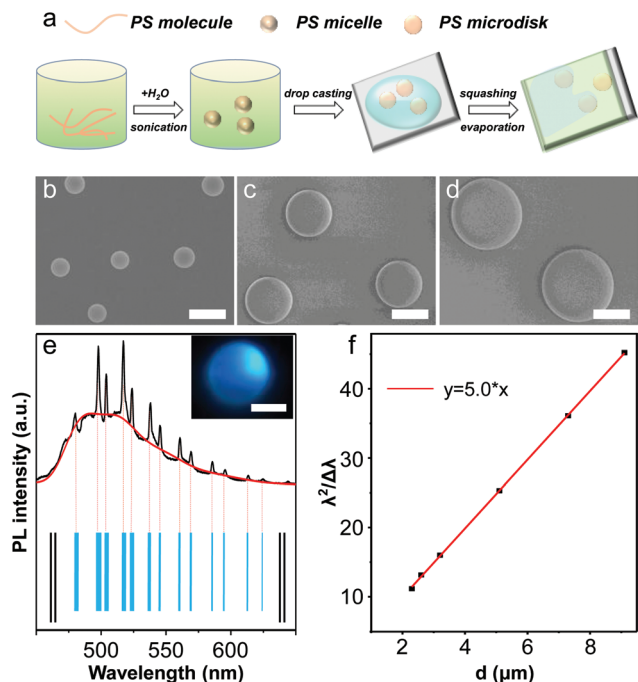 a
PS molecule
PS micelle
PS microdisk
+H₂O
sonication
drop casting
squashing
evaporation
b
c
d
e
PL intensity (a.u.)
500
550
600
Wavelength (nm)
f
y=5.0*x
λ²/Δλ
40
30
20
10
2
4
6
8
d (μm)